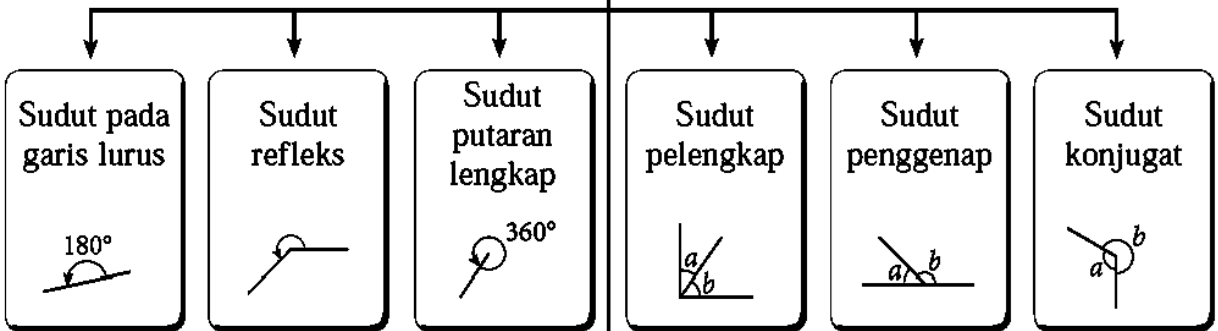 Sudut pada
garis lurus
180°
Sudut
refleks
Sudut
putaran
lengkap
360°
Sudut
pelengkap
a
b
Sudut
penggenap
a
b
Sudut
konjugat
b
a